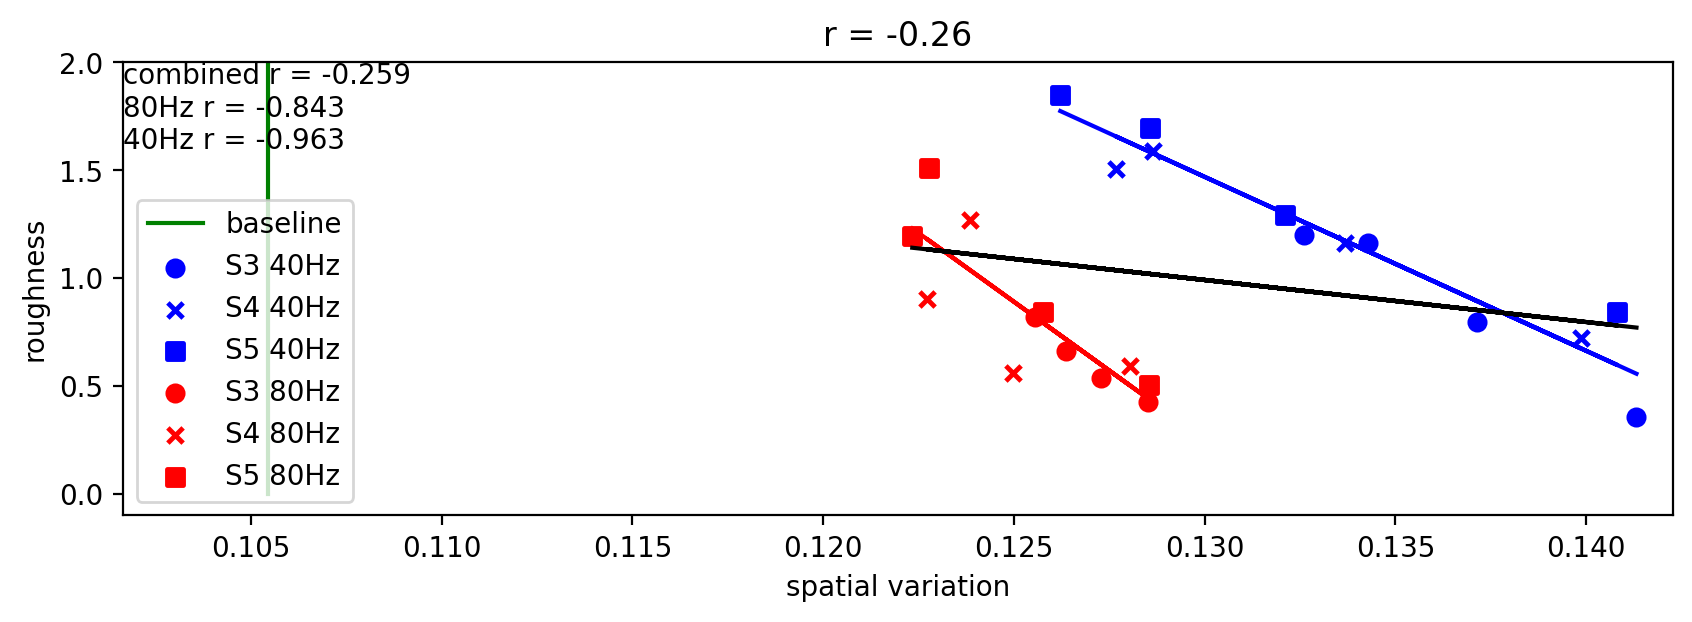 r = -0.26
combined r = -0.259
80Hz r = -0.843
40Hz r = -0.963
baseline
S3 40Hz
S4 40Hz
S5 40Hz
S3 80Hz
S4 80Hz
S5 80Hz
roughness
2.0
1.5
1.0
0.5
0.0
0.105 0.110 0.115 0.120 0.125 0.130 0.135 0.140
spatial variation